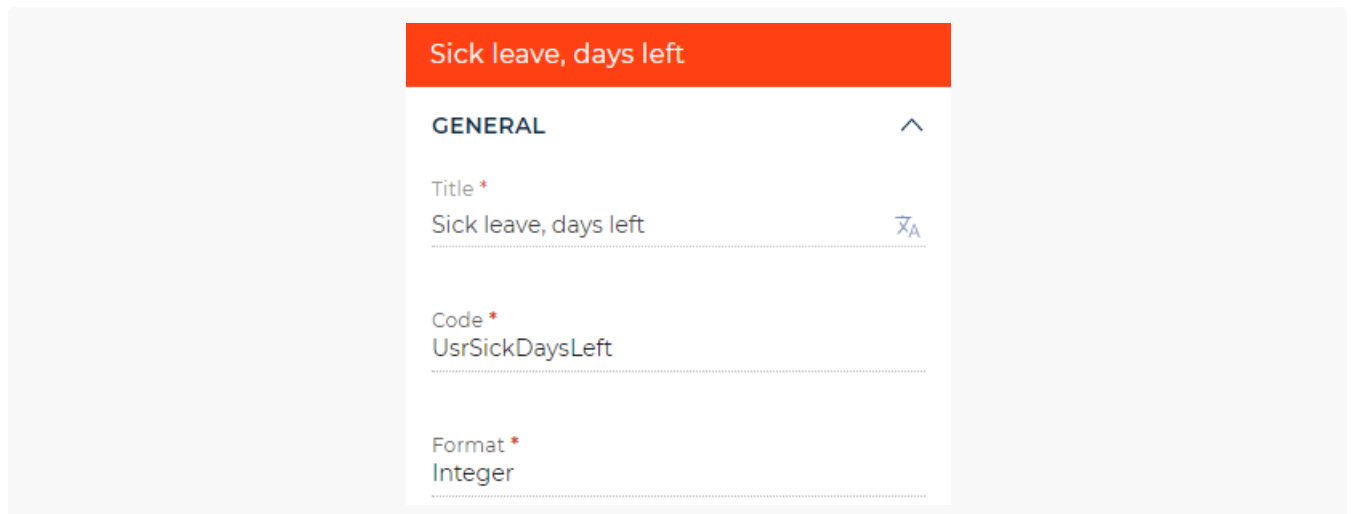 Sick leave, days left
GENERAL
Title *
Sick leave, days left
Code *
UsrSickDaysLeft
Format *
Integer